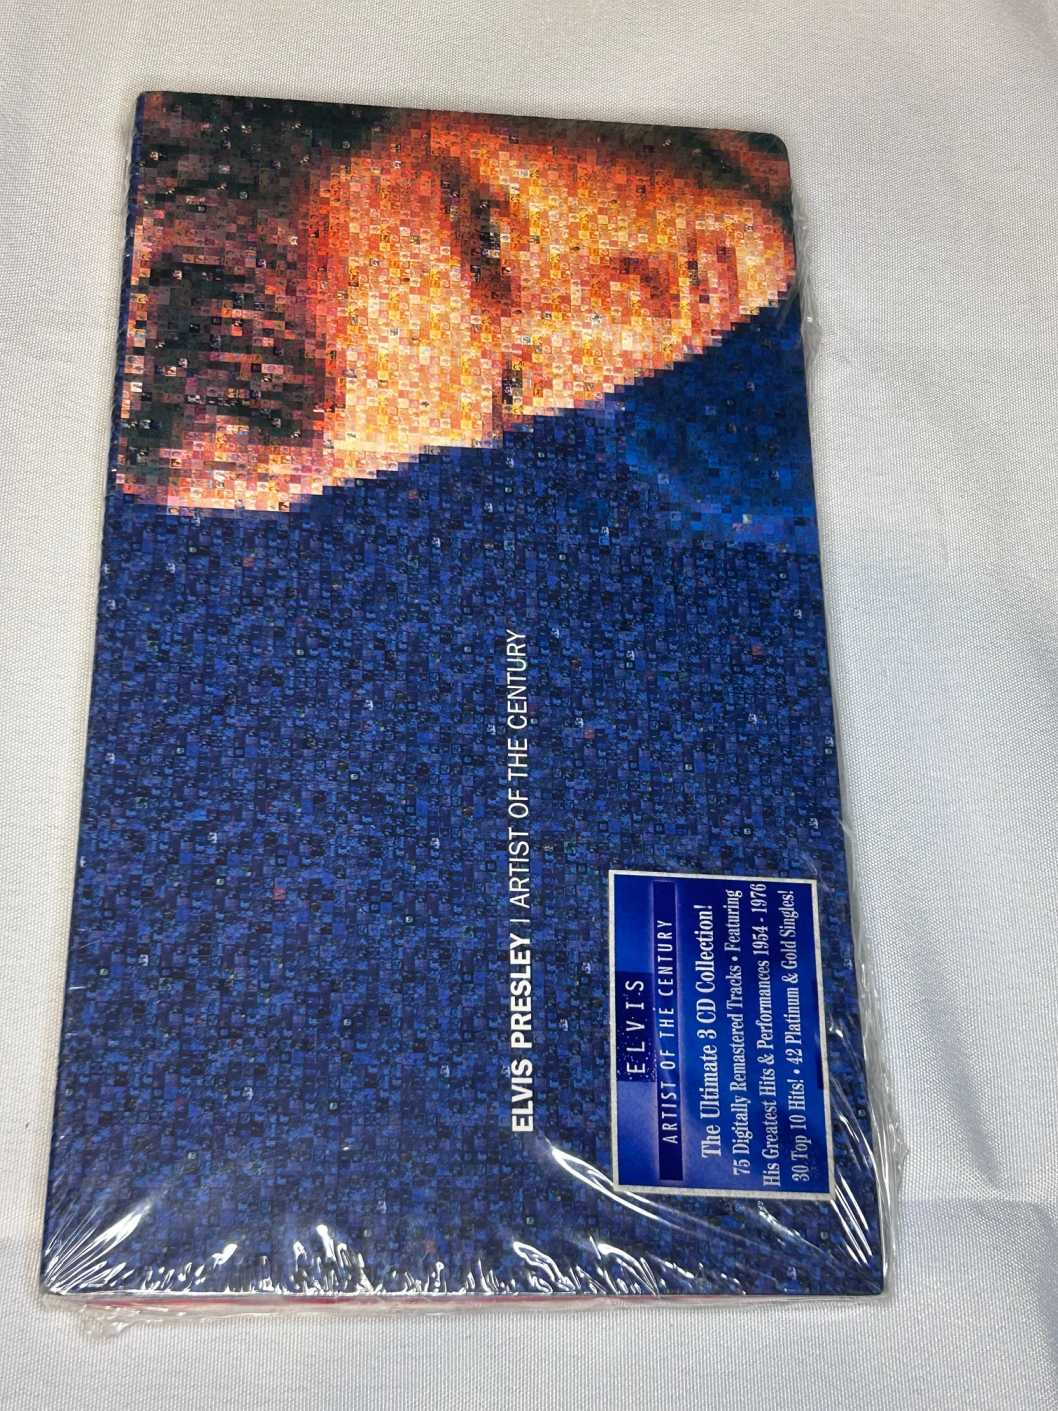 ELVIS PRESLEY | ARTIST OF THE CENTURY
ELVIS
ARTIST OF THE CENTURY
The Ultimate 3 CD Collection!
75 Digitally Remastered Tracks • Featuring
His Greatest Hits & Performances 1954 - 1976
30 Top 10 Hits! • 42 Platinum & Gold Singles!